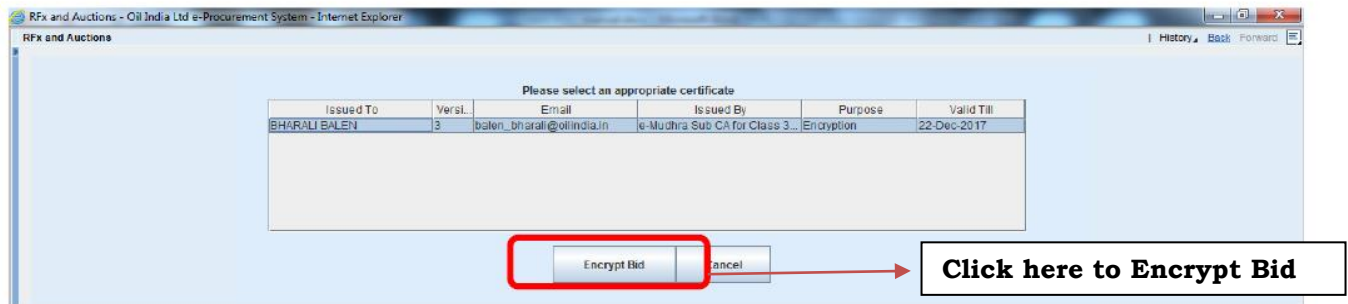 RFx and Auctions - Oil India Ltd e-Procurement System - Internet Explorer
RFx and Auctions | History Back Forward
Please select an appropriate certificate
Issued To Versi... Email Issued By Purpose Valid Till
BHARALI BALEN 3 balen_bharali@oilindia.in e-Mudhra Sub CA for Class 3... Encryption 22-Dec-2017
Encrypt Bid Cancel
Click here to Encrypt Bid